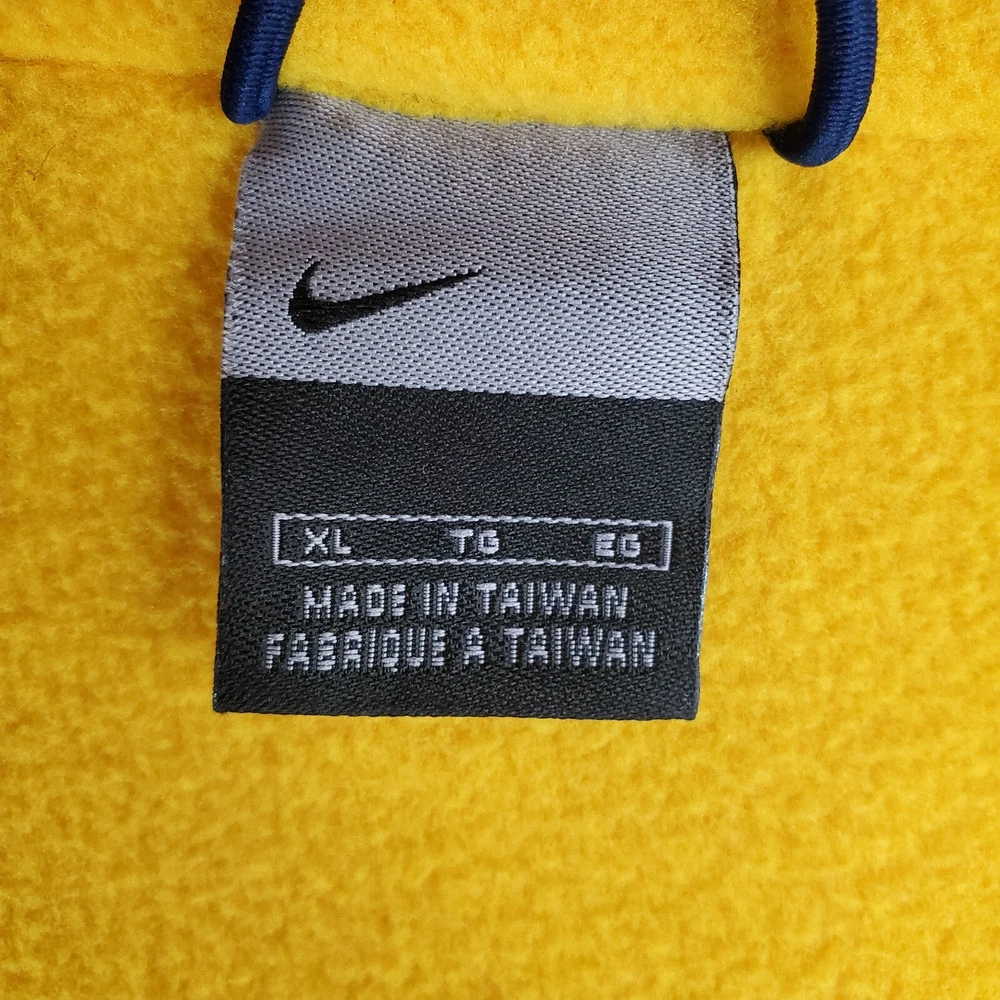 XL TG EG
MADE IN TAIWAN
FABRIQUE A TAIWAN